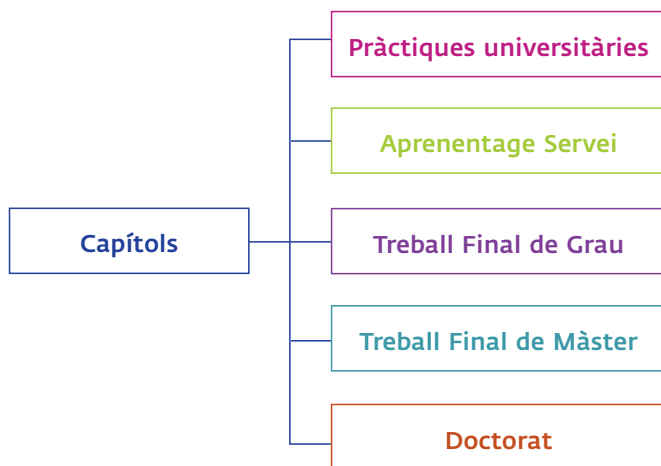 Pràctiques universitàries
Aprenentage Servei
Capítols
Treball Final de Grau
Treball Final de Màster
Doctorat